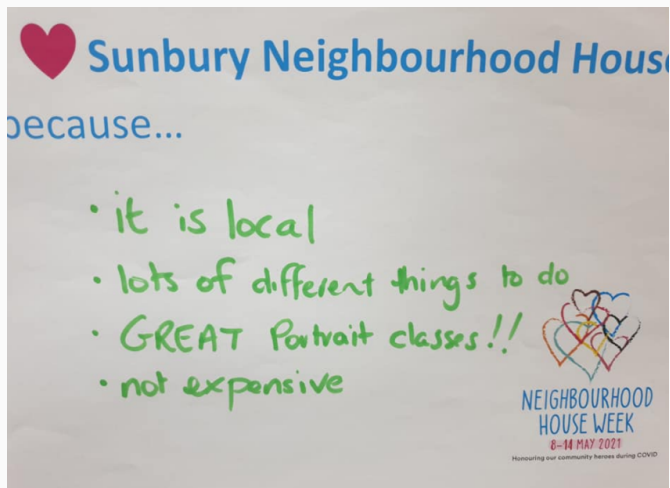 Sunbury Neighbourhood House
because...
• it is local
• lots of different things to do
• GREAT Portrait classes!!
• not expensive
NEIGHBOURHOOD
HOUSE WEEK
8–14 MAY 2021
Honouring our community heroes during COVID